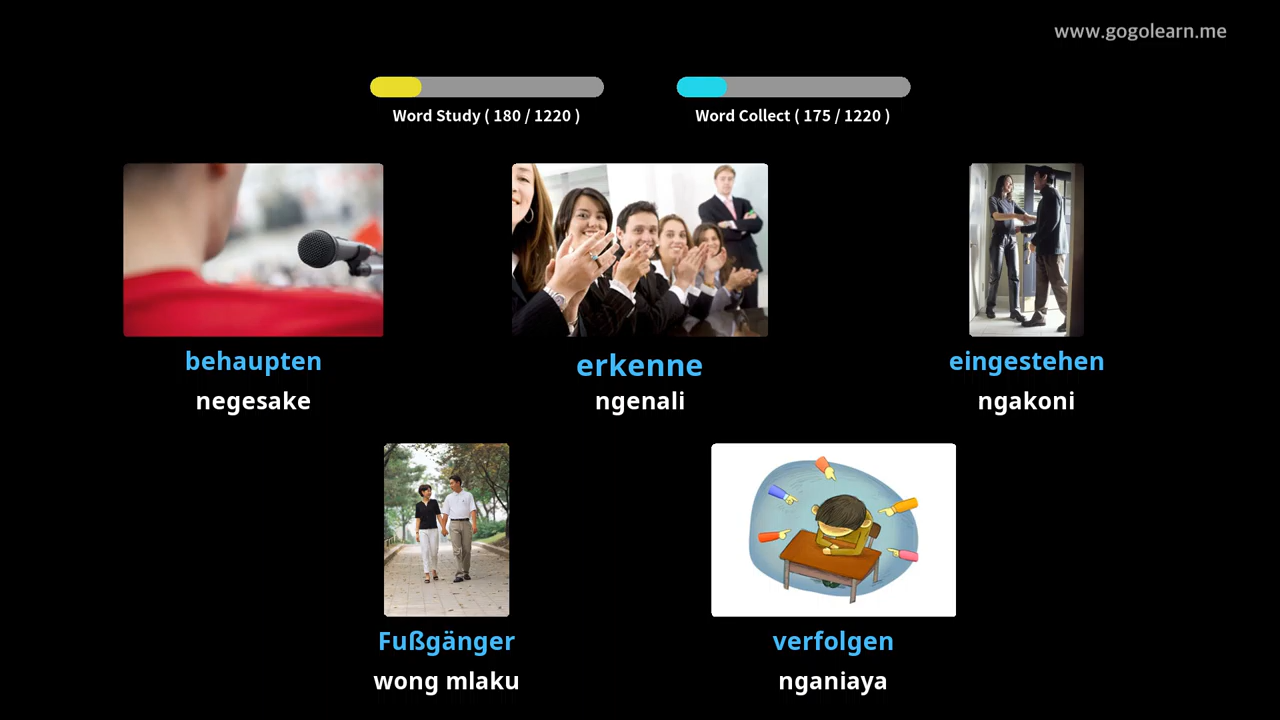 www.gogolearn.me
Word Study ( 180 / 1220 )
Word Collect ( 175 / 1220 )
behaupten
negesake
erkenne
ngenali
eingestehen
ngakoni
Fußgänger
wong mlaku
verfolgen
nganiaya